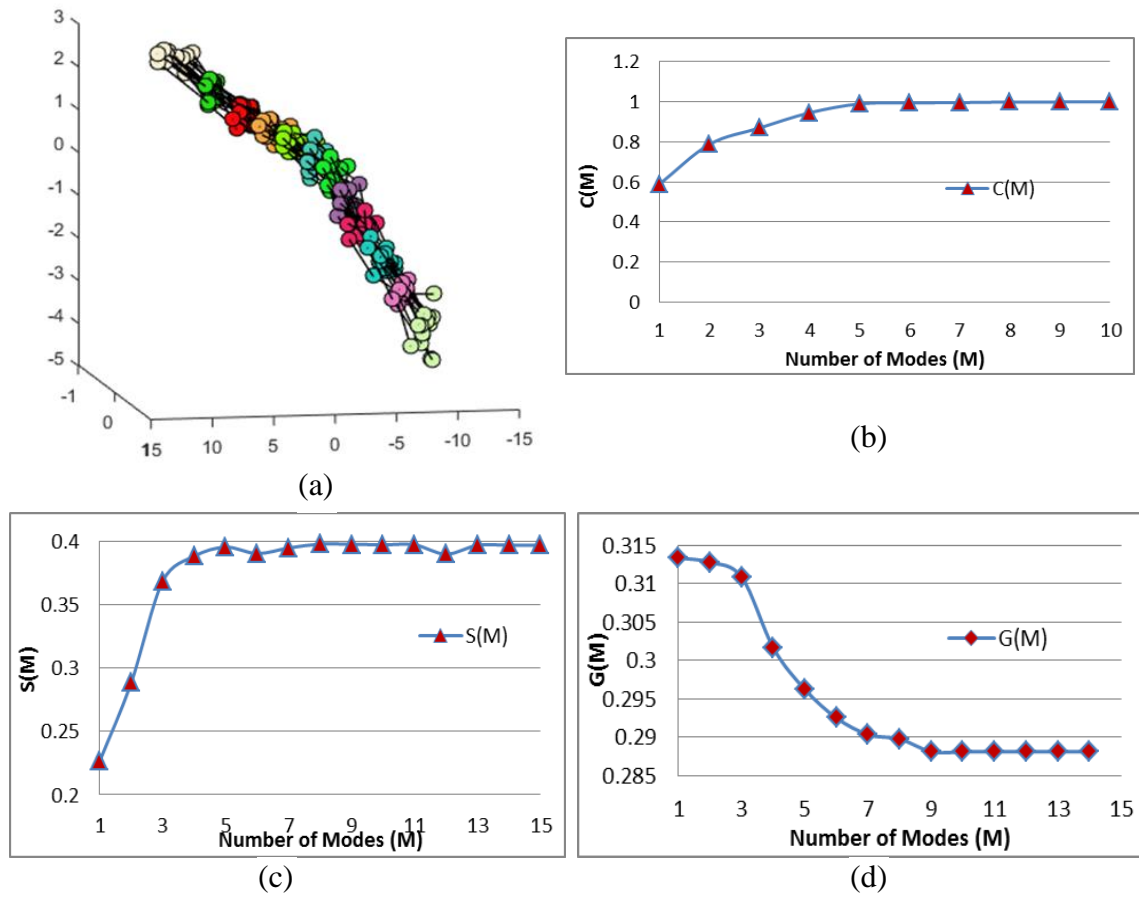 3
2
1
0
-1
-2
-3
-4
-5
-1
0
15 10 5 0 -5 -10 -15
(a)
1.2
1
0.8
0.6
0.4
0.2
0
C(M)
C(M)
1 2 3 4 5 6 7 8 9 10
Number of Modes (M)
(b)
0.4
0.35
0.3
0.25
0.2
S(M)
S(M)
1 3 5 7 9 11 13 15
Number of Modes (M)
(c)
0.315
0.31
0.305
0.3
0.295
0.29
0.285
G(M)
G(M)
1 3 5 7 9 11 13 15
Number of Modes (M)
(d)